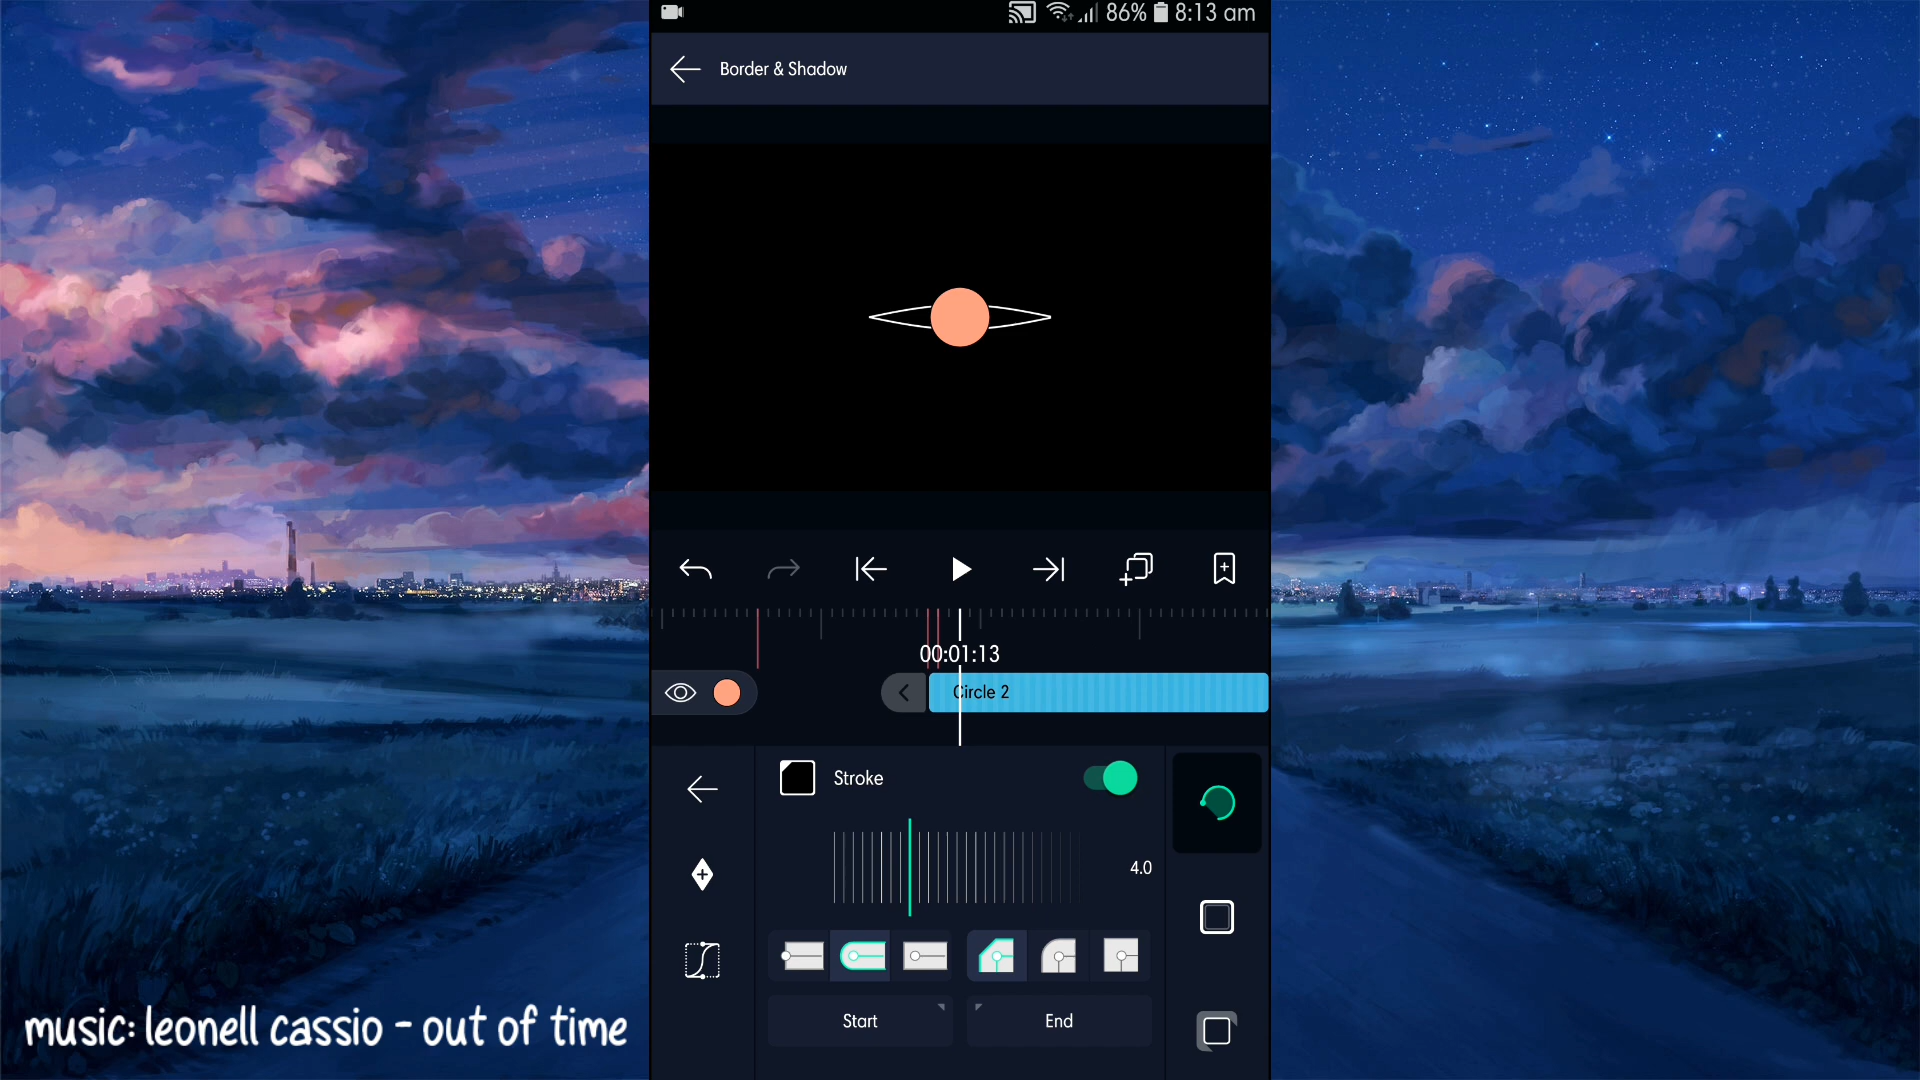 86% 8:13 am
Border & Shadow
00:01:13
Circle 2
Stroke
4.0
Start
End
music: leonell cassio - out of time